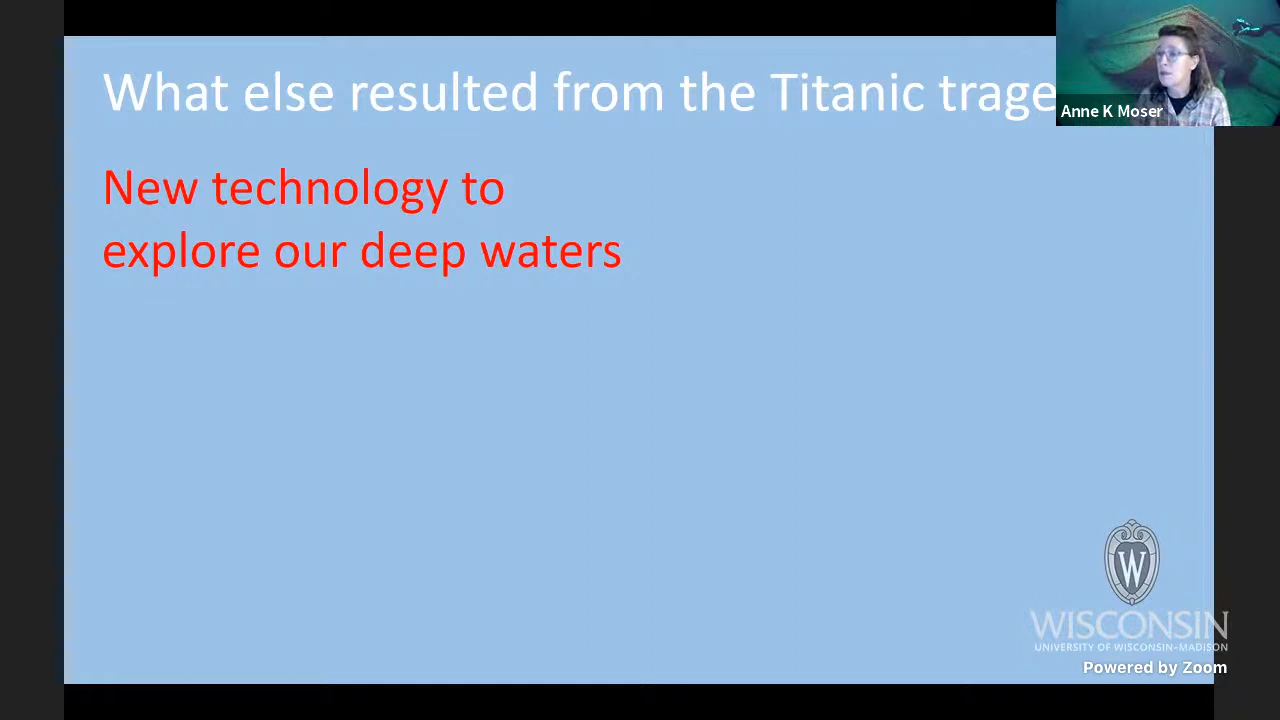 What else resulted from the Titanic trage
Anne K Moser
New technology to
explore our deep waters
W
WISCONSIN
UNIVERSITY OF WISCONSIN–MADISON
Powered by Zoom